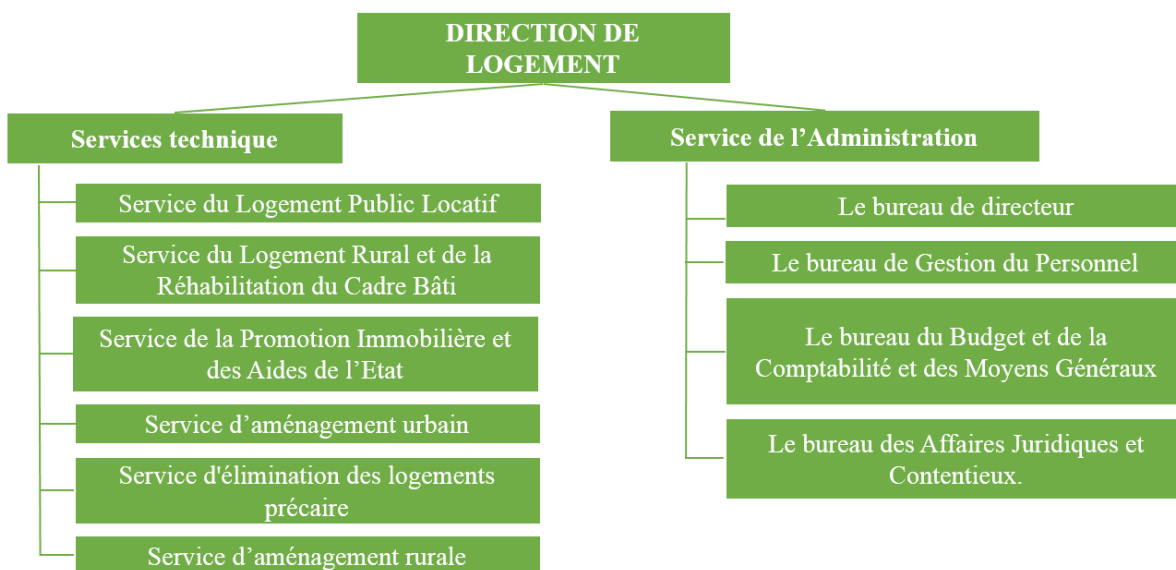 DIRECTION DE
LOGEMENT
Services technique
Service du Logement Public Locatif
Service du Logement Rural et de la
Réhabilitation du Cadre Bâti
Service de la Promotion Immobilière et
des Aides de l’Etat
Service d’aménagement urbain
Service d'élimination des logements
précaire
Service d’aménagement rurale
Service de l’Administration
Le bureau de directeur
Le bureau de Gestion du Personnel
Le bureau du Budget et de la
Comptabilité et des Moyens Généraux
Le bureau des Affaires Juridiques et
Contentieux.